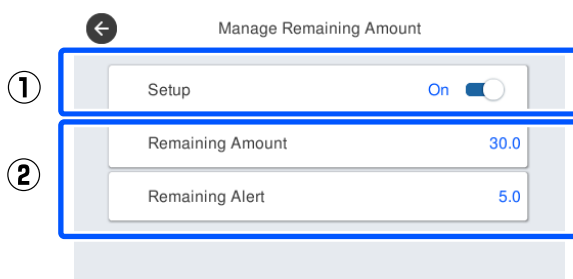 Manage Remaining Amount
① Setup On
② Remaining Amount 30.0
Remaining Alert 5.0